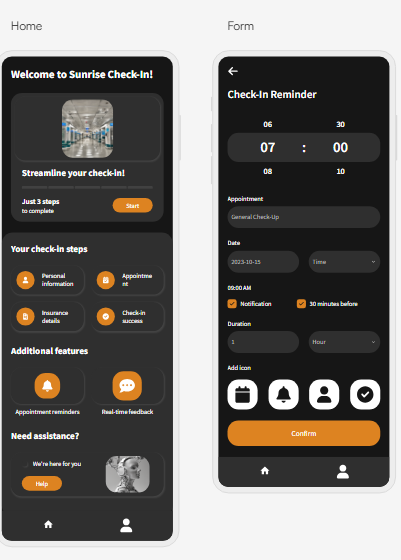 Home
Form
Welcome to Sunrise Check-In!
Streamline your check-in!
Just 3 steps
to complete
Start
Your check-in steps
Personal
information
Appointme
nt
Insurance
details
Check-in
success
Additional features
Appointment reminders
Real-time feedback
Need assistance?
We're here for you
Help
Check-In Reminder
06
30
07
:
00
08
10
Appointment
General Check-Up
Date
2023-10-15
Time
09:00 AM
Notification
30 minutes before
Duration
1
Hour
Add icon
Confirm